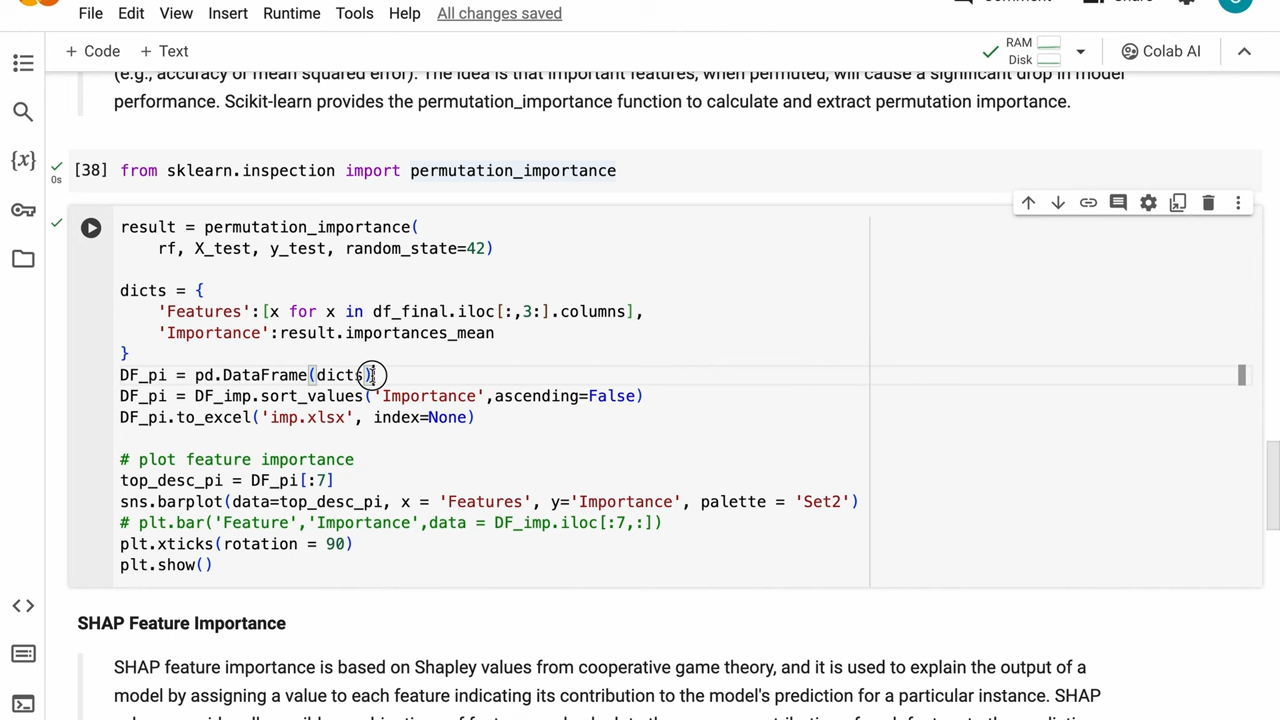 File Edit View Insert Runtime Tools Help All changes saved
+ Code + Text RAM Disk Colab AI
(e.g., accuracy or mean squared error). The idea is that important features, when permuted, will cause a significant drop in model
performance. Scikit-learn provides the permutation_importance function to calculate and extract permutation importance.
[38] from sklearn.inspection import permutation_importance
0s
result = permutation_importance(
rf, X_test, y_test, random_state=42)
dicts = {
'Features':[x for x in df_final.iloc[:,3:].columns],
'Importance':result.importances_mean
}
DF_pi = pd.DataFrame(dicts)
DF_pi = DF_imp.sort_values('Importance',ascending=False)
DF_pi.to_excel('imp.xlsx', index=None)
# plot feature importance
top_desc_pi = DF_pi[:7]
sns.barplot(data=top_desc_pi, x = 'Features', y='Importance', palette = 'Set2')
# plt.bar('Feature','Importance',data = DF_imp.iloc[:7,:])
plt.xticks(rotation = 90)
plt.show()
SHAP Feature Importance
SHAP feature importance is based on Shapley values from cooperative game theory, and it is used to explain the output of a
model by assigning a value to each feature indicating its contribution to the model's prediction for a particular instance. SHAP